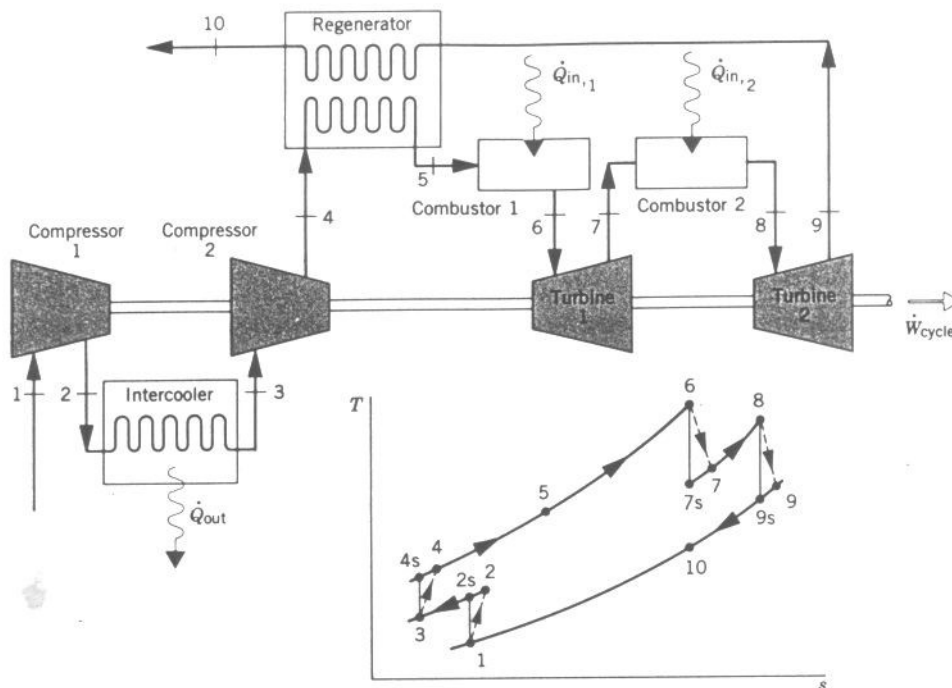 10
Regenerator
Q̇in,1
Q̇in,2
5
Combustor 1
Combustor 2
4
6
7
8
9
Compressor
1
Compressor
2
Turbine
1
Turbine
2
Ẇcycle
1
2
Intercooler
3
Q̇out
T
6
8
5
7s
7
9s
9
10
4s
4
2s
2
3
1
s